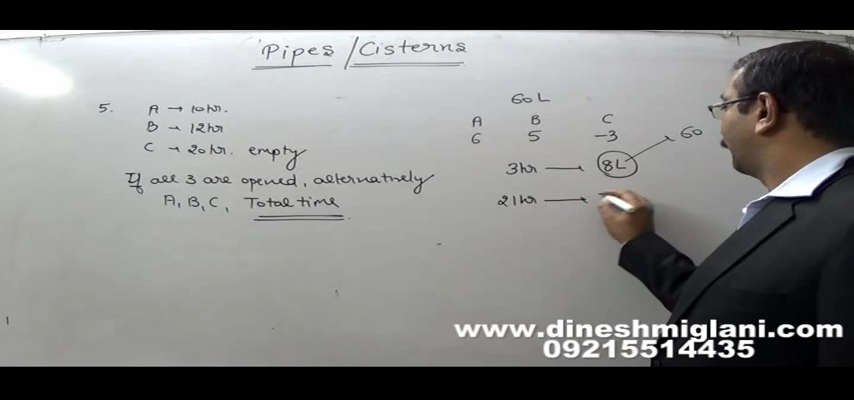 Pipes / Cisterns
5. A → 10hr.
B → 12hr
C → 20hr. empty
If all 3 are opened, alternatively
A, B, C, Total time
60 L
A B C
6 5 -3
3hr → 8L → 60
21hr →
www.dineshmiglani.com
09215514435